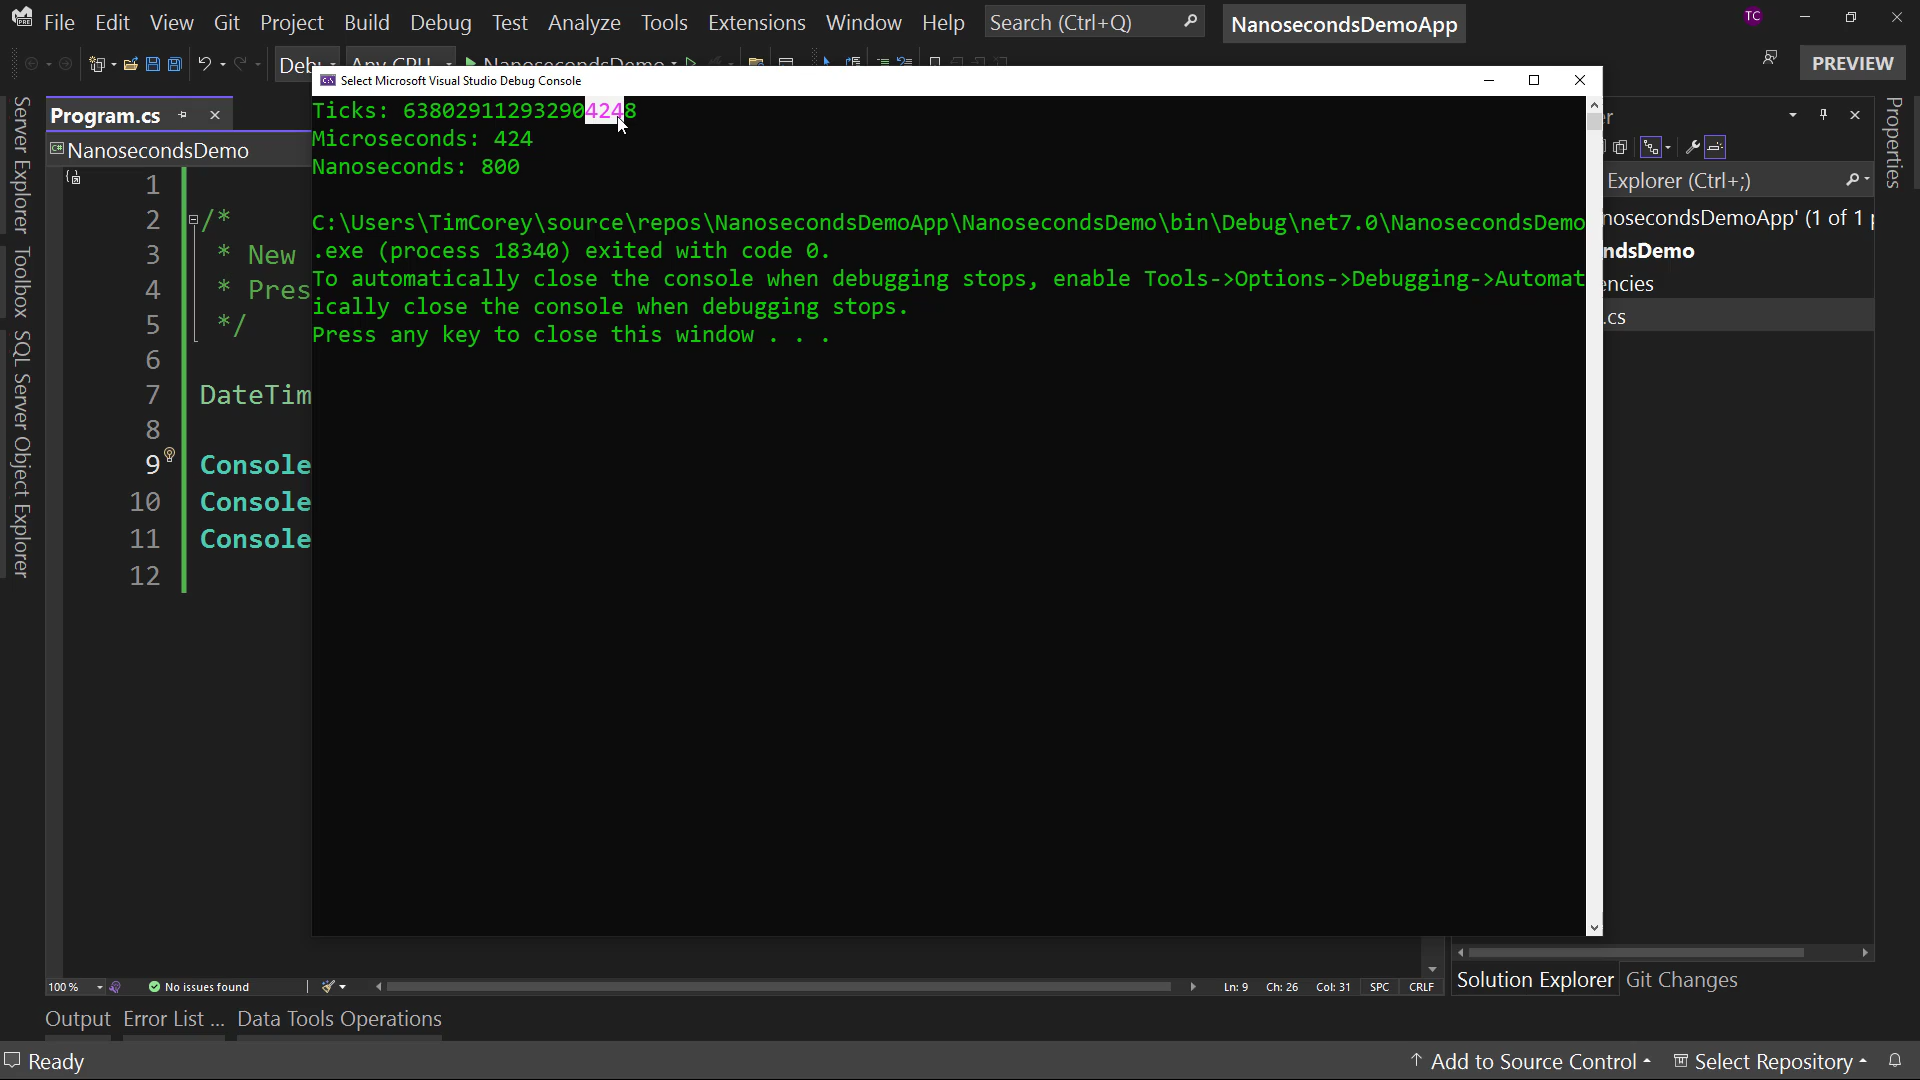 File Edit View Git Project Build Debug Test Analyze Tools Extensions Window Help Search (Ctrl+Q) NanosecondsDemoApp TC
PREVIEW
Select Microsoft Visual Studio Debug Console
Program.cs
NanosecondsDemo
Ticks: 638029112932904248
Microseconds: 424
Nanoseconds: 800
C:\Users\TimCorey\source\repos\NanosecondsDemoApp\NanosecondsDemo\bin\Debug\net7.0\NanosecondsDemo
.exe (process 18340) exited with code 0.
To automatically close the console when debugging stops, enable Tools->Options->Debugging->Automat
ically close the console when debugging stops.
Press any key to close this window . . .
1
2 /*
3 * New
4 * Pres
5 */
6
7 DateTim
8
9 Console
10 Console
11 Console
12
Server Explorer
Toolbox
SQL Server Object Explorer
Properties
Explorer (Ctrl+;)
nosecondsDemoApp' (1 of 1 p
ndsDemo
encies
.cs
100 % No issues found Ln: 9 Ch: 26 Col: 31 SPC CRLF
Solution Explorer Git Changes
Output Error List ... Data Tools Operations
Ready Add to Source Control Select Repository